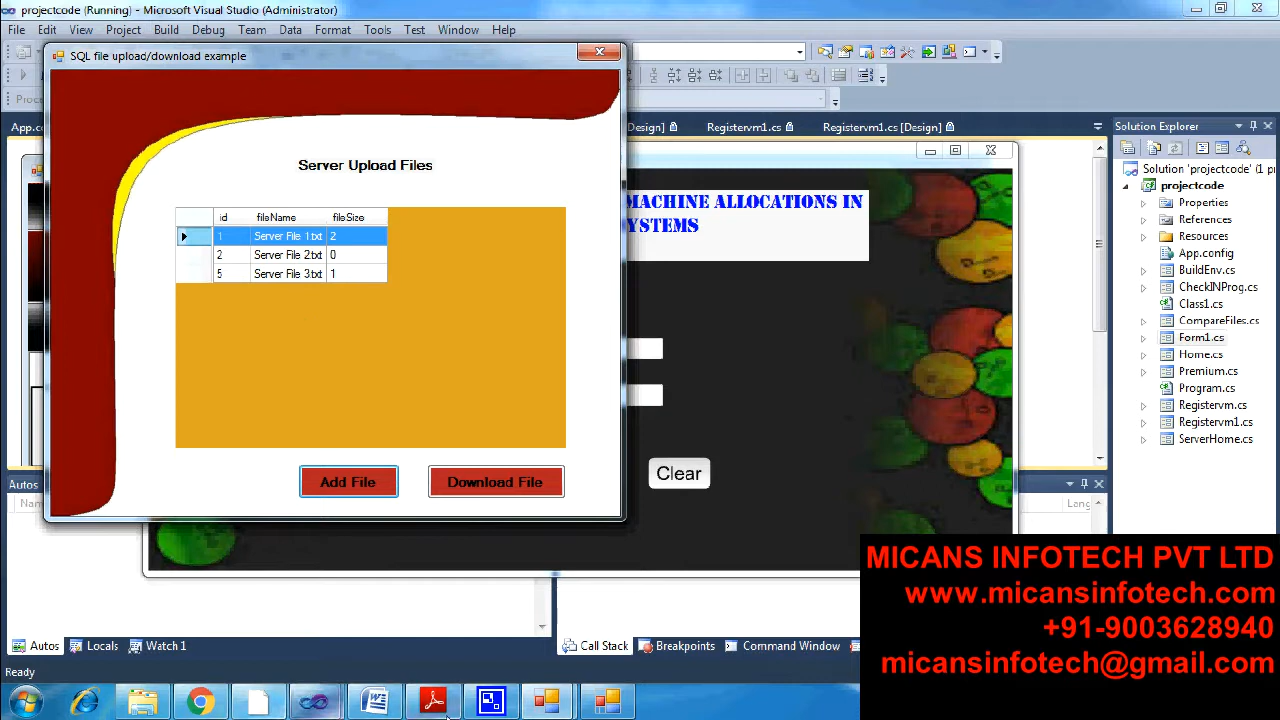 projectcode (Running) - Microsoft Visual Studio (Administrator)
File Edit View Project Build Debug Team Data Format Tools Test Window Help
SQL file upload/download example
Proce
App.co
[Design]
Registervm1.cs
Registervm1.cs [Design]
Server Upload Files
id fileName fileSize
1 Server File 1.txt 2
2 Server File 2.txt 0
5 Server File 3.txt 1
Add File
Download File
MACHINE ALLOCATIONS IN
YSTEMS
Clear
Solution Explorer
Solution 'projectcode' (1 pr
projectcode
Properties
References
Resources
App.config
BuildEnv.cs
CheckINProg.cs
Class1.cs
CompareFiles.cs
Form1.cs
Home.cs
Premium.cs
Program.cs
Registervm.cs
Registervm1.cs
ServerHome.cs
Autos
Nam
Lang
Autos Locals Watch 1
Call Stack Breakpoints Command Window
Ready
MICANS INFOTECH PVT LTD
www.micansinfotech.com
+91-9003628940
micansinfotech@gmail.com